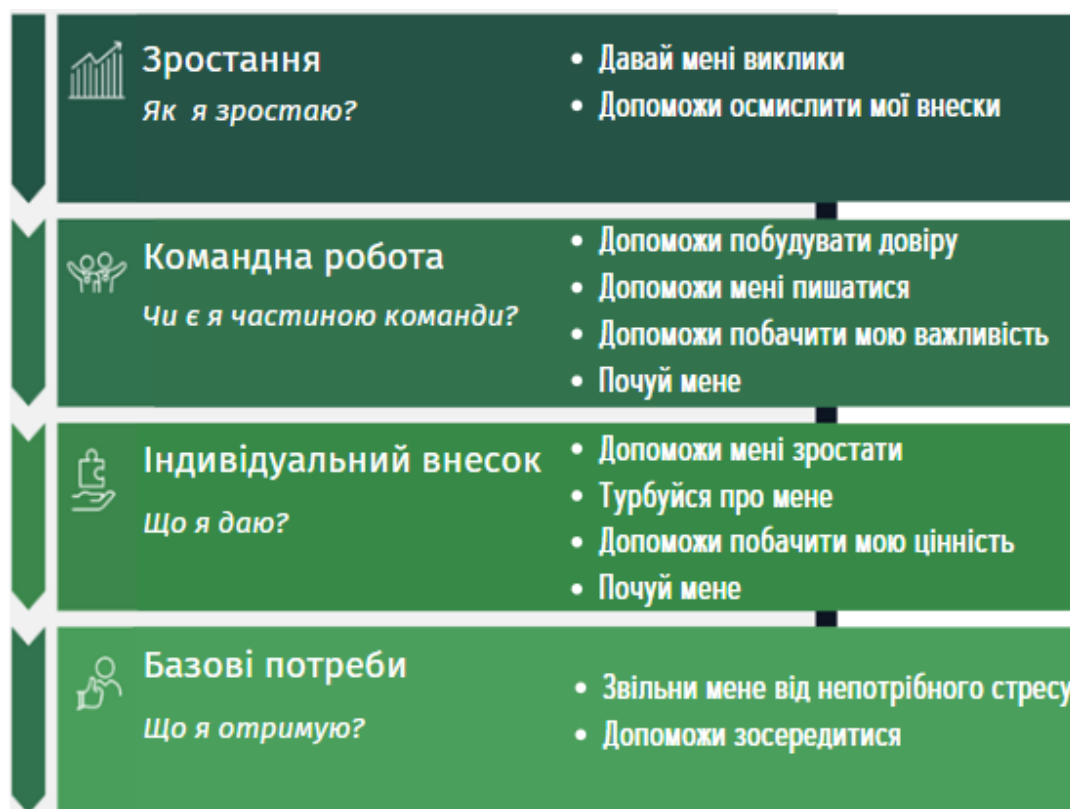 Зростання
Як я зростаю?
• Давай мені виклики
• Допоможи осмислити мої внески
Командна робота
Чи є я частиною команди?
• Допоможи побудувати довіру
• Допоможи мені пишатися
• Допоможи побачити мою важливість
• Почуй мене
Індивідуальний внесок
Що я даю?
• Допоможи мені зростати
• Турбуйся про мене
• Допоможи побачити мою цінність
• Почуй мене
Базові потреби
Що я отримую?
• Звільни мене від непотрібного стресу
• Допоможи зосередитися